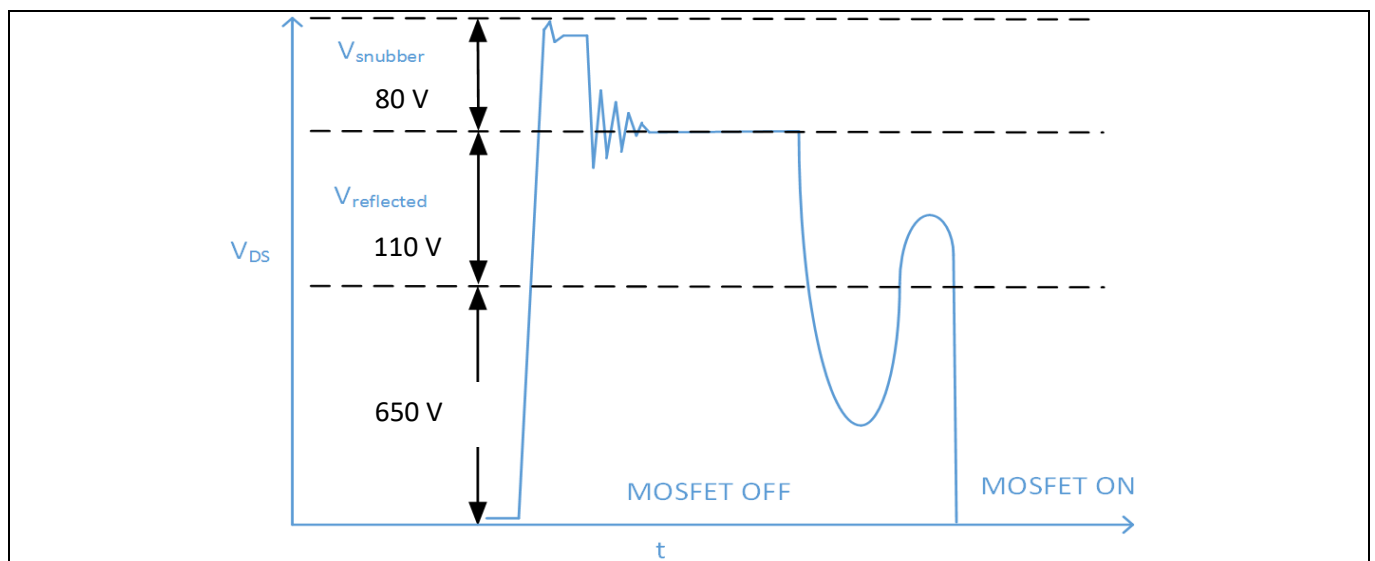 Vsnubber
80 V
Vreflected
110 V
VDS
650 V
MOSFET OFF
MOSFET ON
t